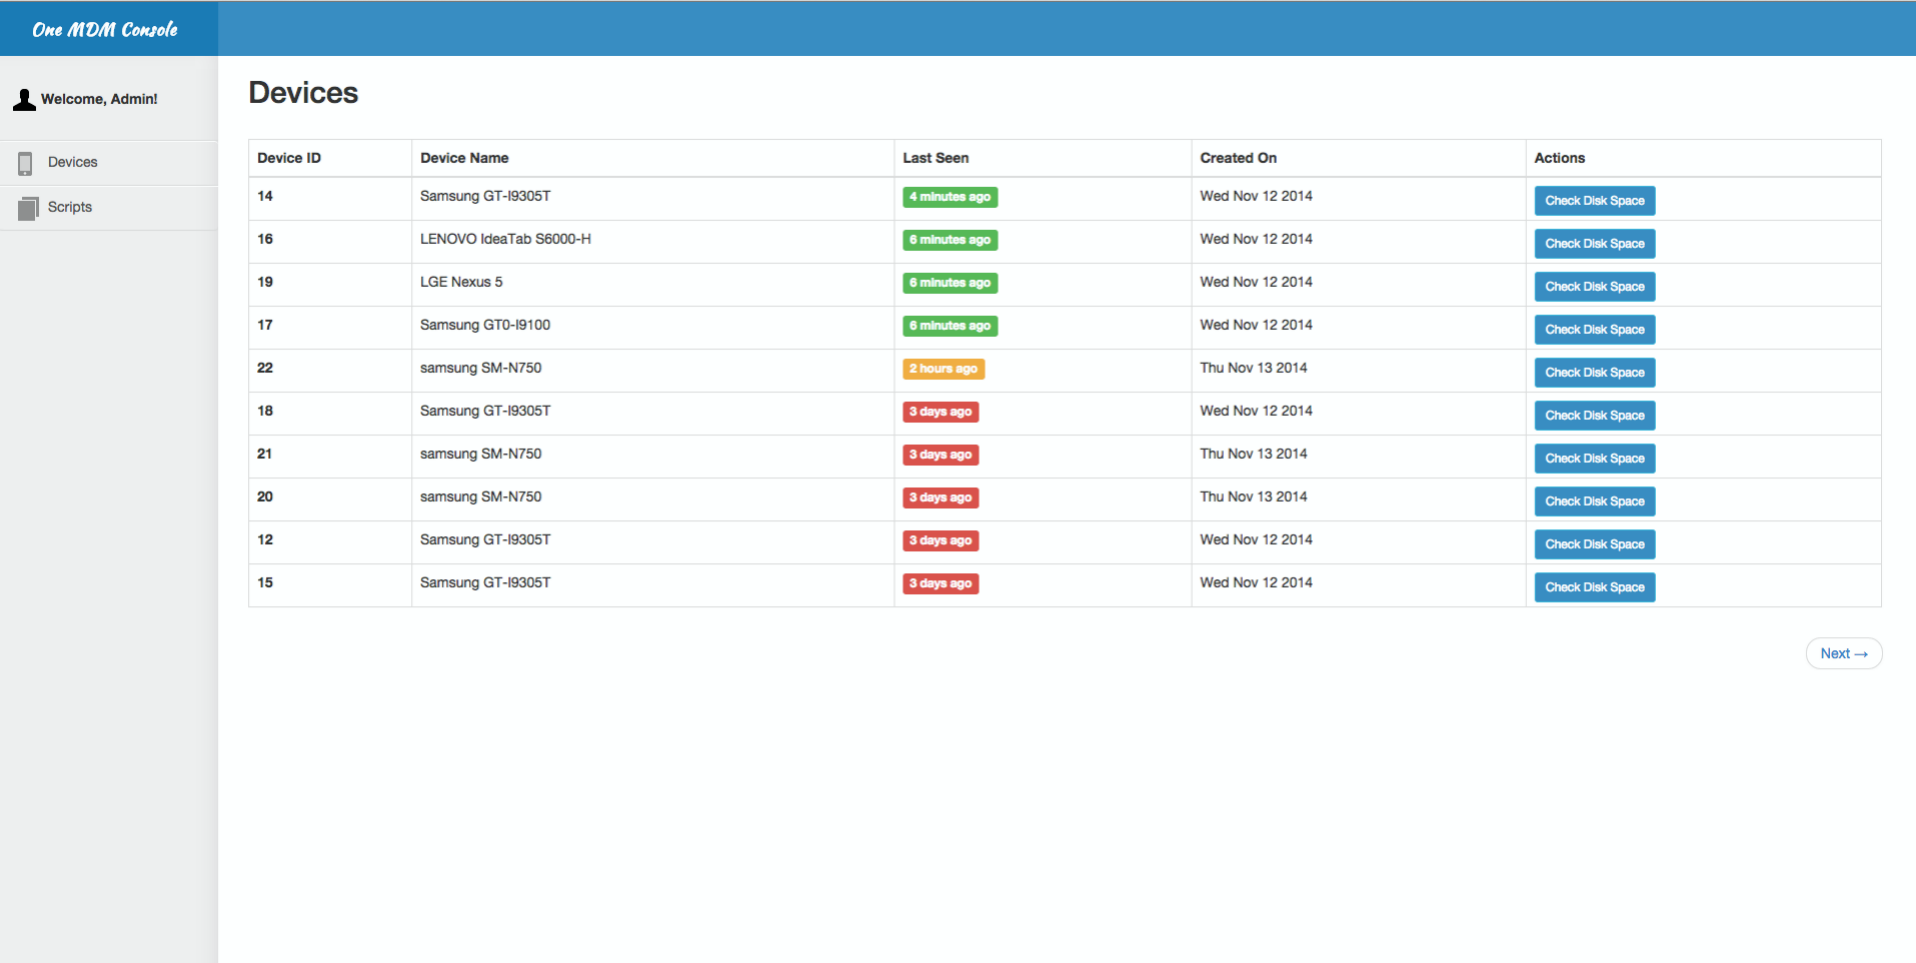 One MDM Console
Welcome, Admin!
Devices
Scripts
Devices
Device ID Device Name Last Seen Created On Actions
14 Samsung GT-I9305T 4 minutes ago Wed Nov 12 2014 Check Disk Space
16 LENOVO IdeaTab S6000-H 6 minutes ago Wed Nov 12 2014 Check Disk Space
19 LGE Nexus 5 6 minutes ago Wed Nov 12 2014 Check Disk Space
17 Samsung GT0-I9100 6 minutes ago Wed Nov 12 2014 Check Disk Space
22 samsung SM-N750 2 hours ago Thu Nov 13 2014 Check Disk Space
18 Samsung GT-I9305T 3 days ago Wed Nov 12 2014 Check Disk Space
21 samsung SM-N750 3 days ago Thu Nov 13 2014 Check Disk Space
20 samsung SM-N750 3 days ago Thu Nov 13 2014 Check Disk Space
12 Samsung GT-I9305T 3 days ago Wed Nov 12 2014 Check Disk Space
15 Samsung GT-I9305T 3 days ago Wed Nov 12 2014 Check Disk Space
Next →